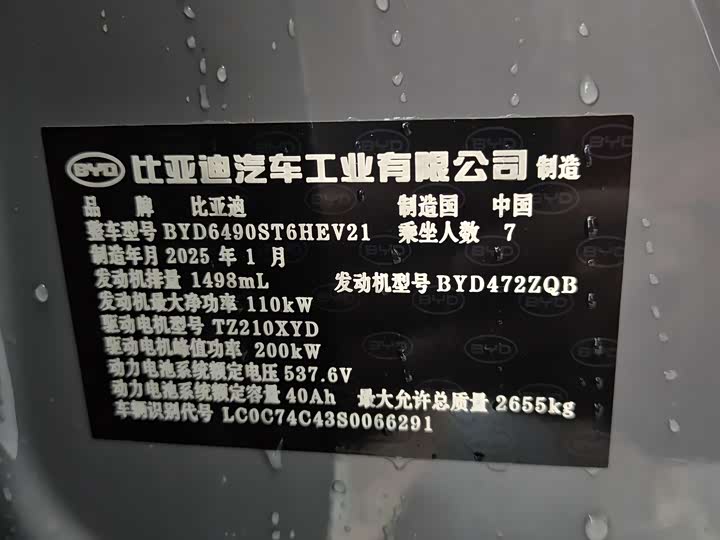 BYD 比亚迪汽车工业有限公司 制造
品 牌 比亚迪 制造国 中国
整车型号 BYD6490ST6HEV21 乘坐人数 7
制造年月 2025 年 1 月
发动机排量 1498mL 发动机型号 BYD472ZQB
发动机最大净功率 110kW
驱动电机型号 TZ210XYD
驱动电机峰值功率 200kW
动力电池系统额定电压 537.6V
动力电池系统额定容量 40Ah 最大允许总质量 2655kg
车辆识别代号 LC0C74C43S0066291